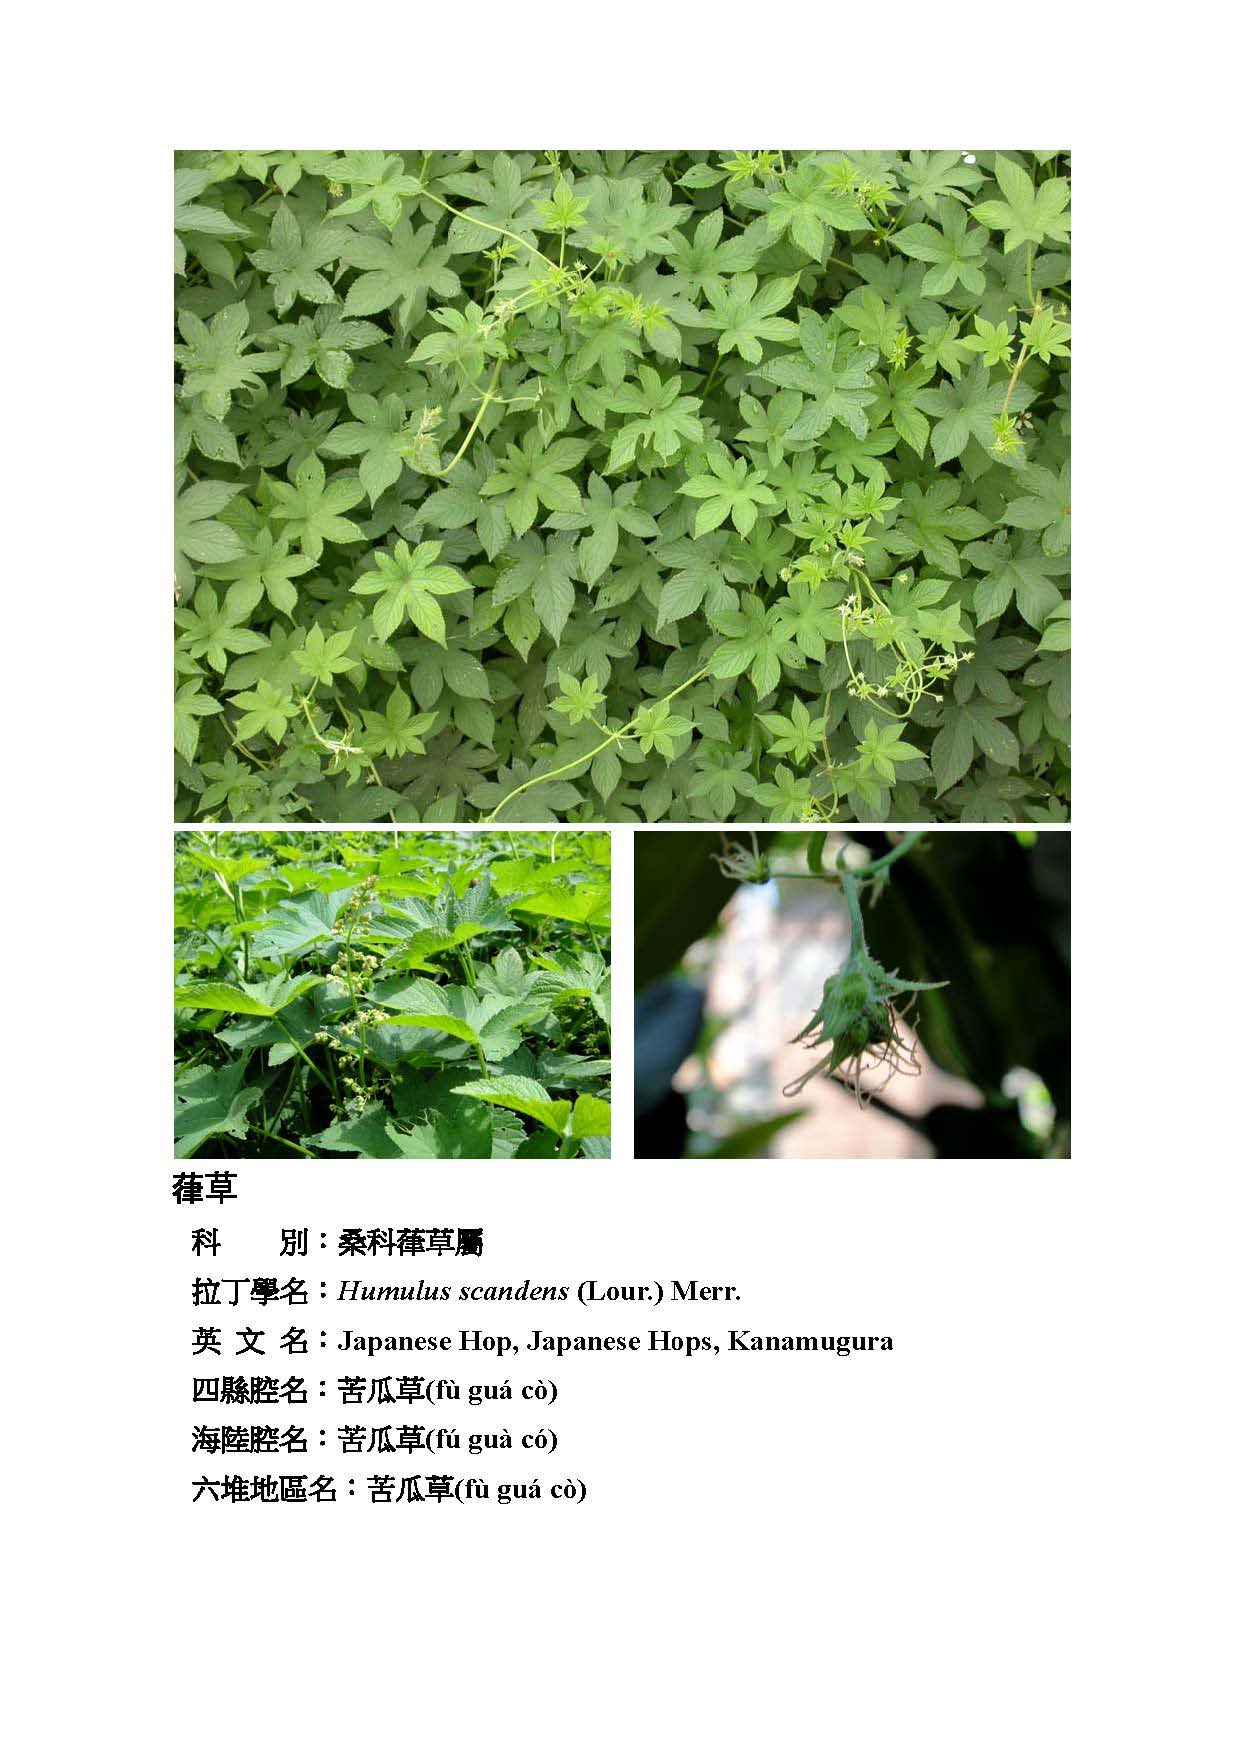 葎草
科　　別：桑科葎草屬
拉丁學名：Humulus scandens (Lour.) Merr.
英 文 名：Japanese Hop, Japanese Hops, Kanamugura
四縣腔名：苦瓜草(fù guá cò)
海陸腔名：苦瓜草(fú guà có)
六堆地區名：苦瓜草(fù guá cò)